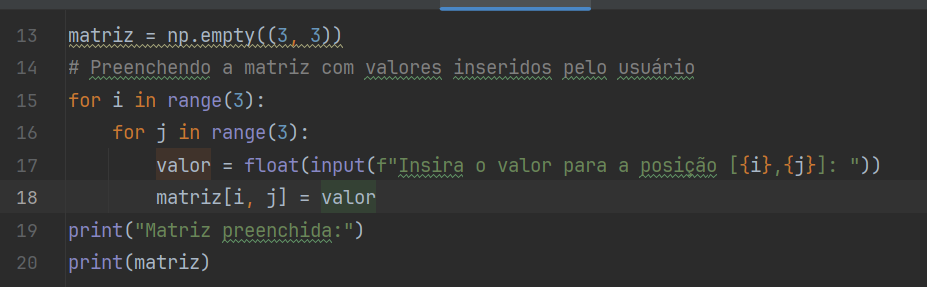 13 matriz = np.empty((3, 3))
14 # Preenchendo a matriz com valores inseridos pelo usuário
15 for i in range(3):
16     for j in range(3):
17         valor = float(input(f"Insira o valor para a posição [{i},{j}]: "))
18         matriz[i, j] = valor
19 print("Matriz preenchida:")
20 print(matriz)